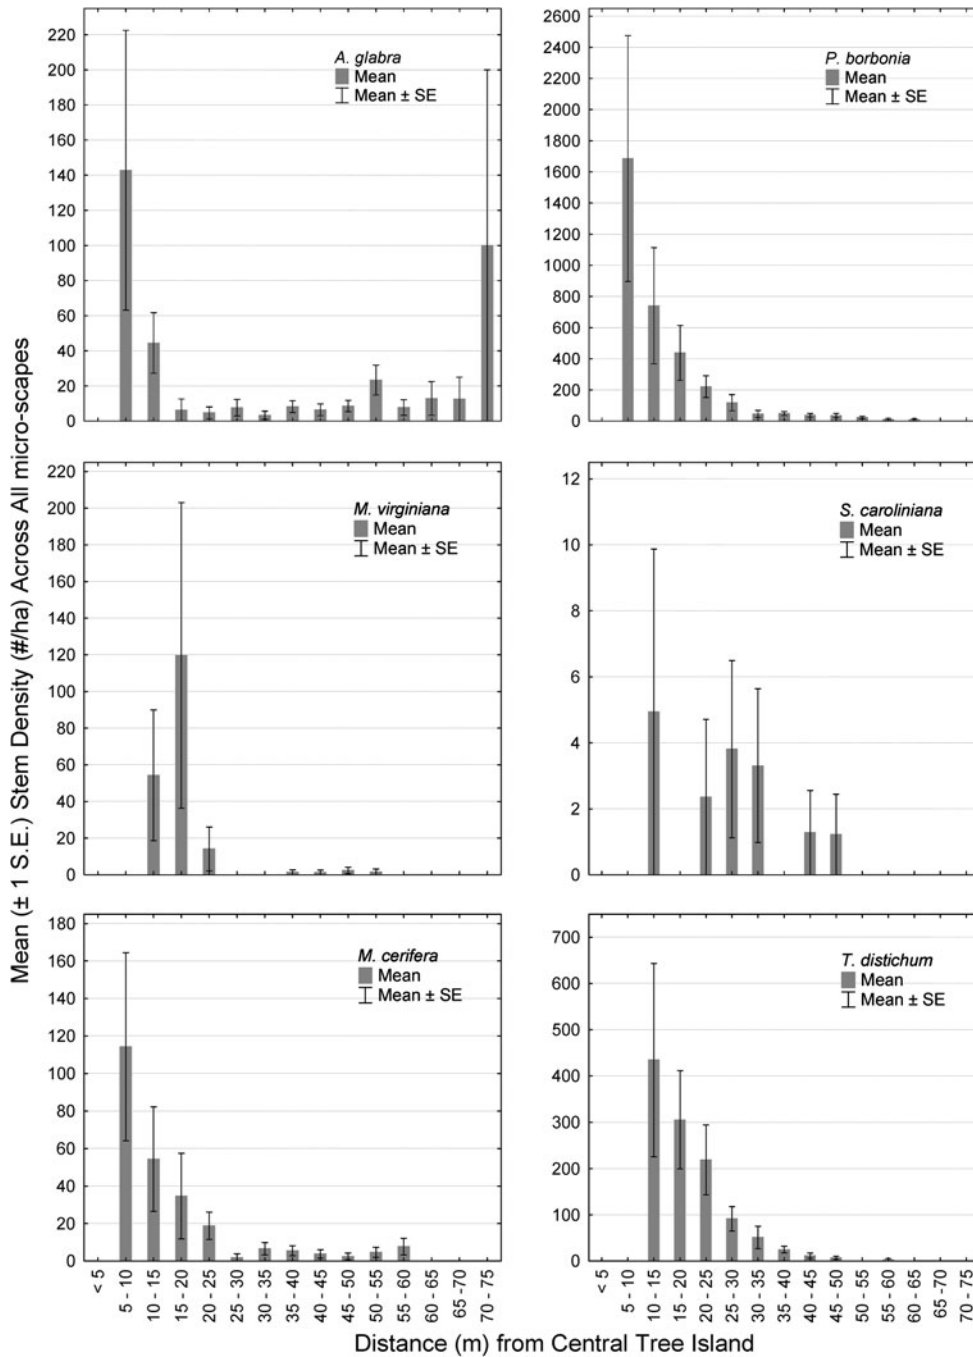 Mean (± 1 S.E.) Stem Density (#/ha) Across All micro-scapes
A. glabra
Mean
Mean ± SE
220
200
180
160
140
120
100
80
60
40
20
0
P. borbonia
Mean
Mean ± SE
2600
2400
2200
2000
1800
1600
1400
1200
1000
800
600
400
200
0
M. virginiana
Mean
Mean ± SE
220
200
180
160
140
120
100
80
60
40
20
0
S. caroliniana
Mean
Mean ± SE
12
10
8
6
4
2
0
M. cerifera
Mean
Mean ± SE
180
160
140
120
100
80
60
40
20
0
< 5
5 - 10
10 - 15
15 - 20
20 - 25
25 - 30
30 - 35
35 - 40
40 - 45
45 - 50
50 - 55
55 - 60
60 - 65
65 -70
70 - 75
T. distichum
Mean
Mean ± SE
700
600
500
400
300
200
100
0
< 5
5 - 10
10 - 15
15 - 20
20 - 25
25 - 30
30 - 35
35 - 40
40 - 45
45 - 50
50 - 55
55 - 60
60 - 65
65 -70
70 - 75
Distance (m) from Central Tree Island